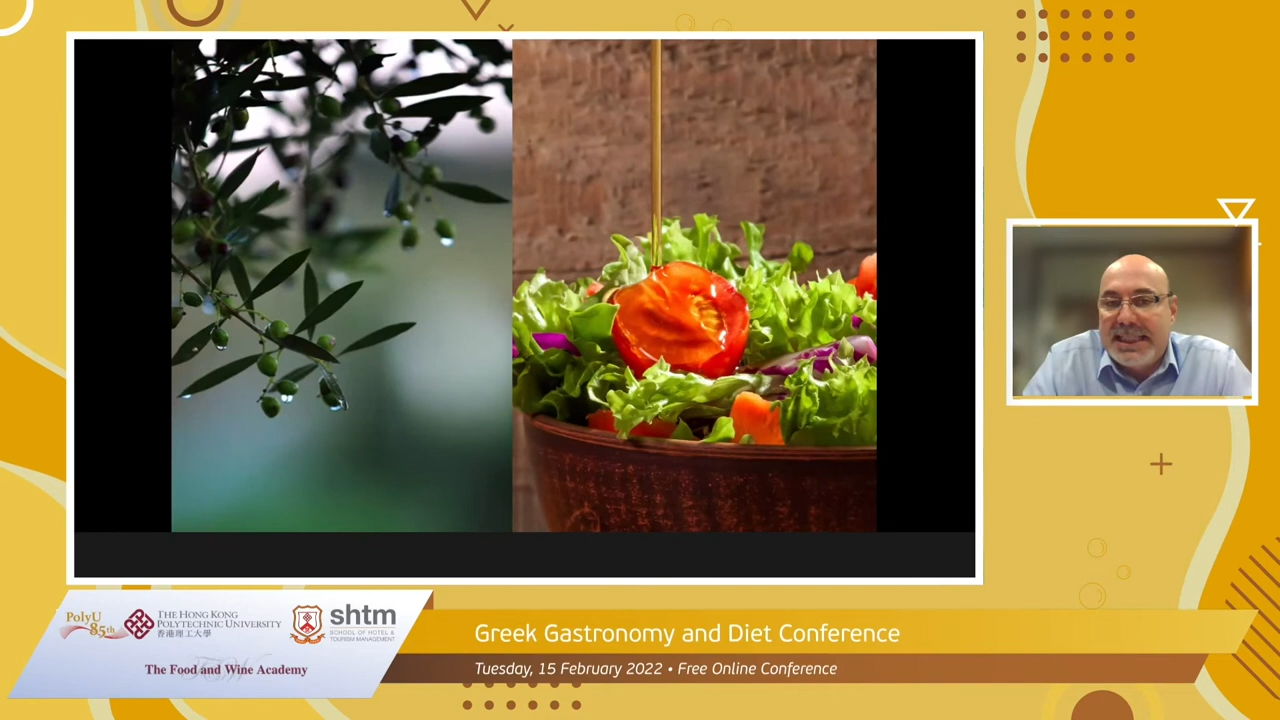 PolyU
85th
THE HONG KONG
POLYTECHNIC UNIVERSITY
香港理工大學
shtm
SCHOOL OF HOTEL &
TOURISM MANAGEMENT
The Food and Wine Academy
Greek Gastronomy and Diet Conference
Tuesday, 15 February 2022 • Free Online Conference